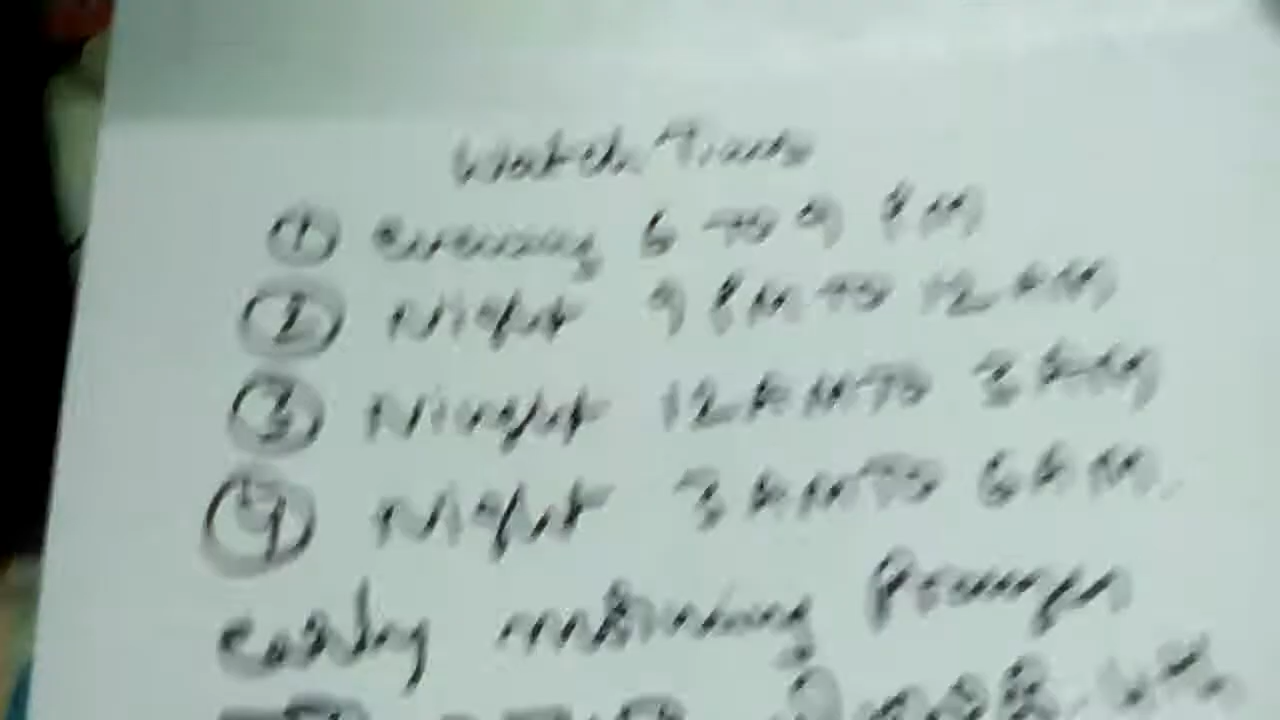 Watch Times
① Evening 6 TO 9 PM
② Night 9 PM TO 12 AM
③ Night 12 AM TO 3 AM
④ Night 3 AM TO 6 AM.
early morning Prayer